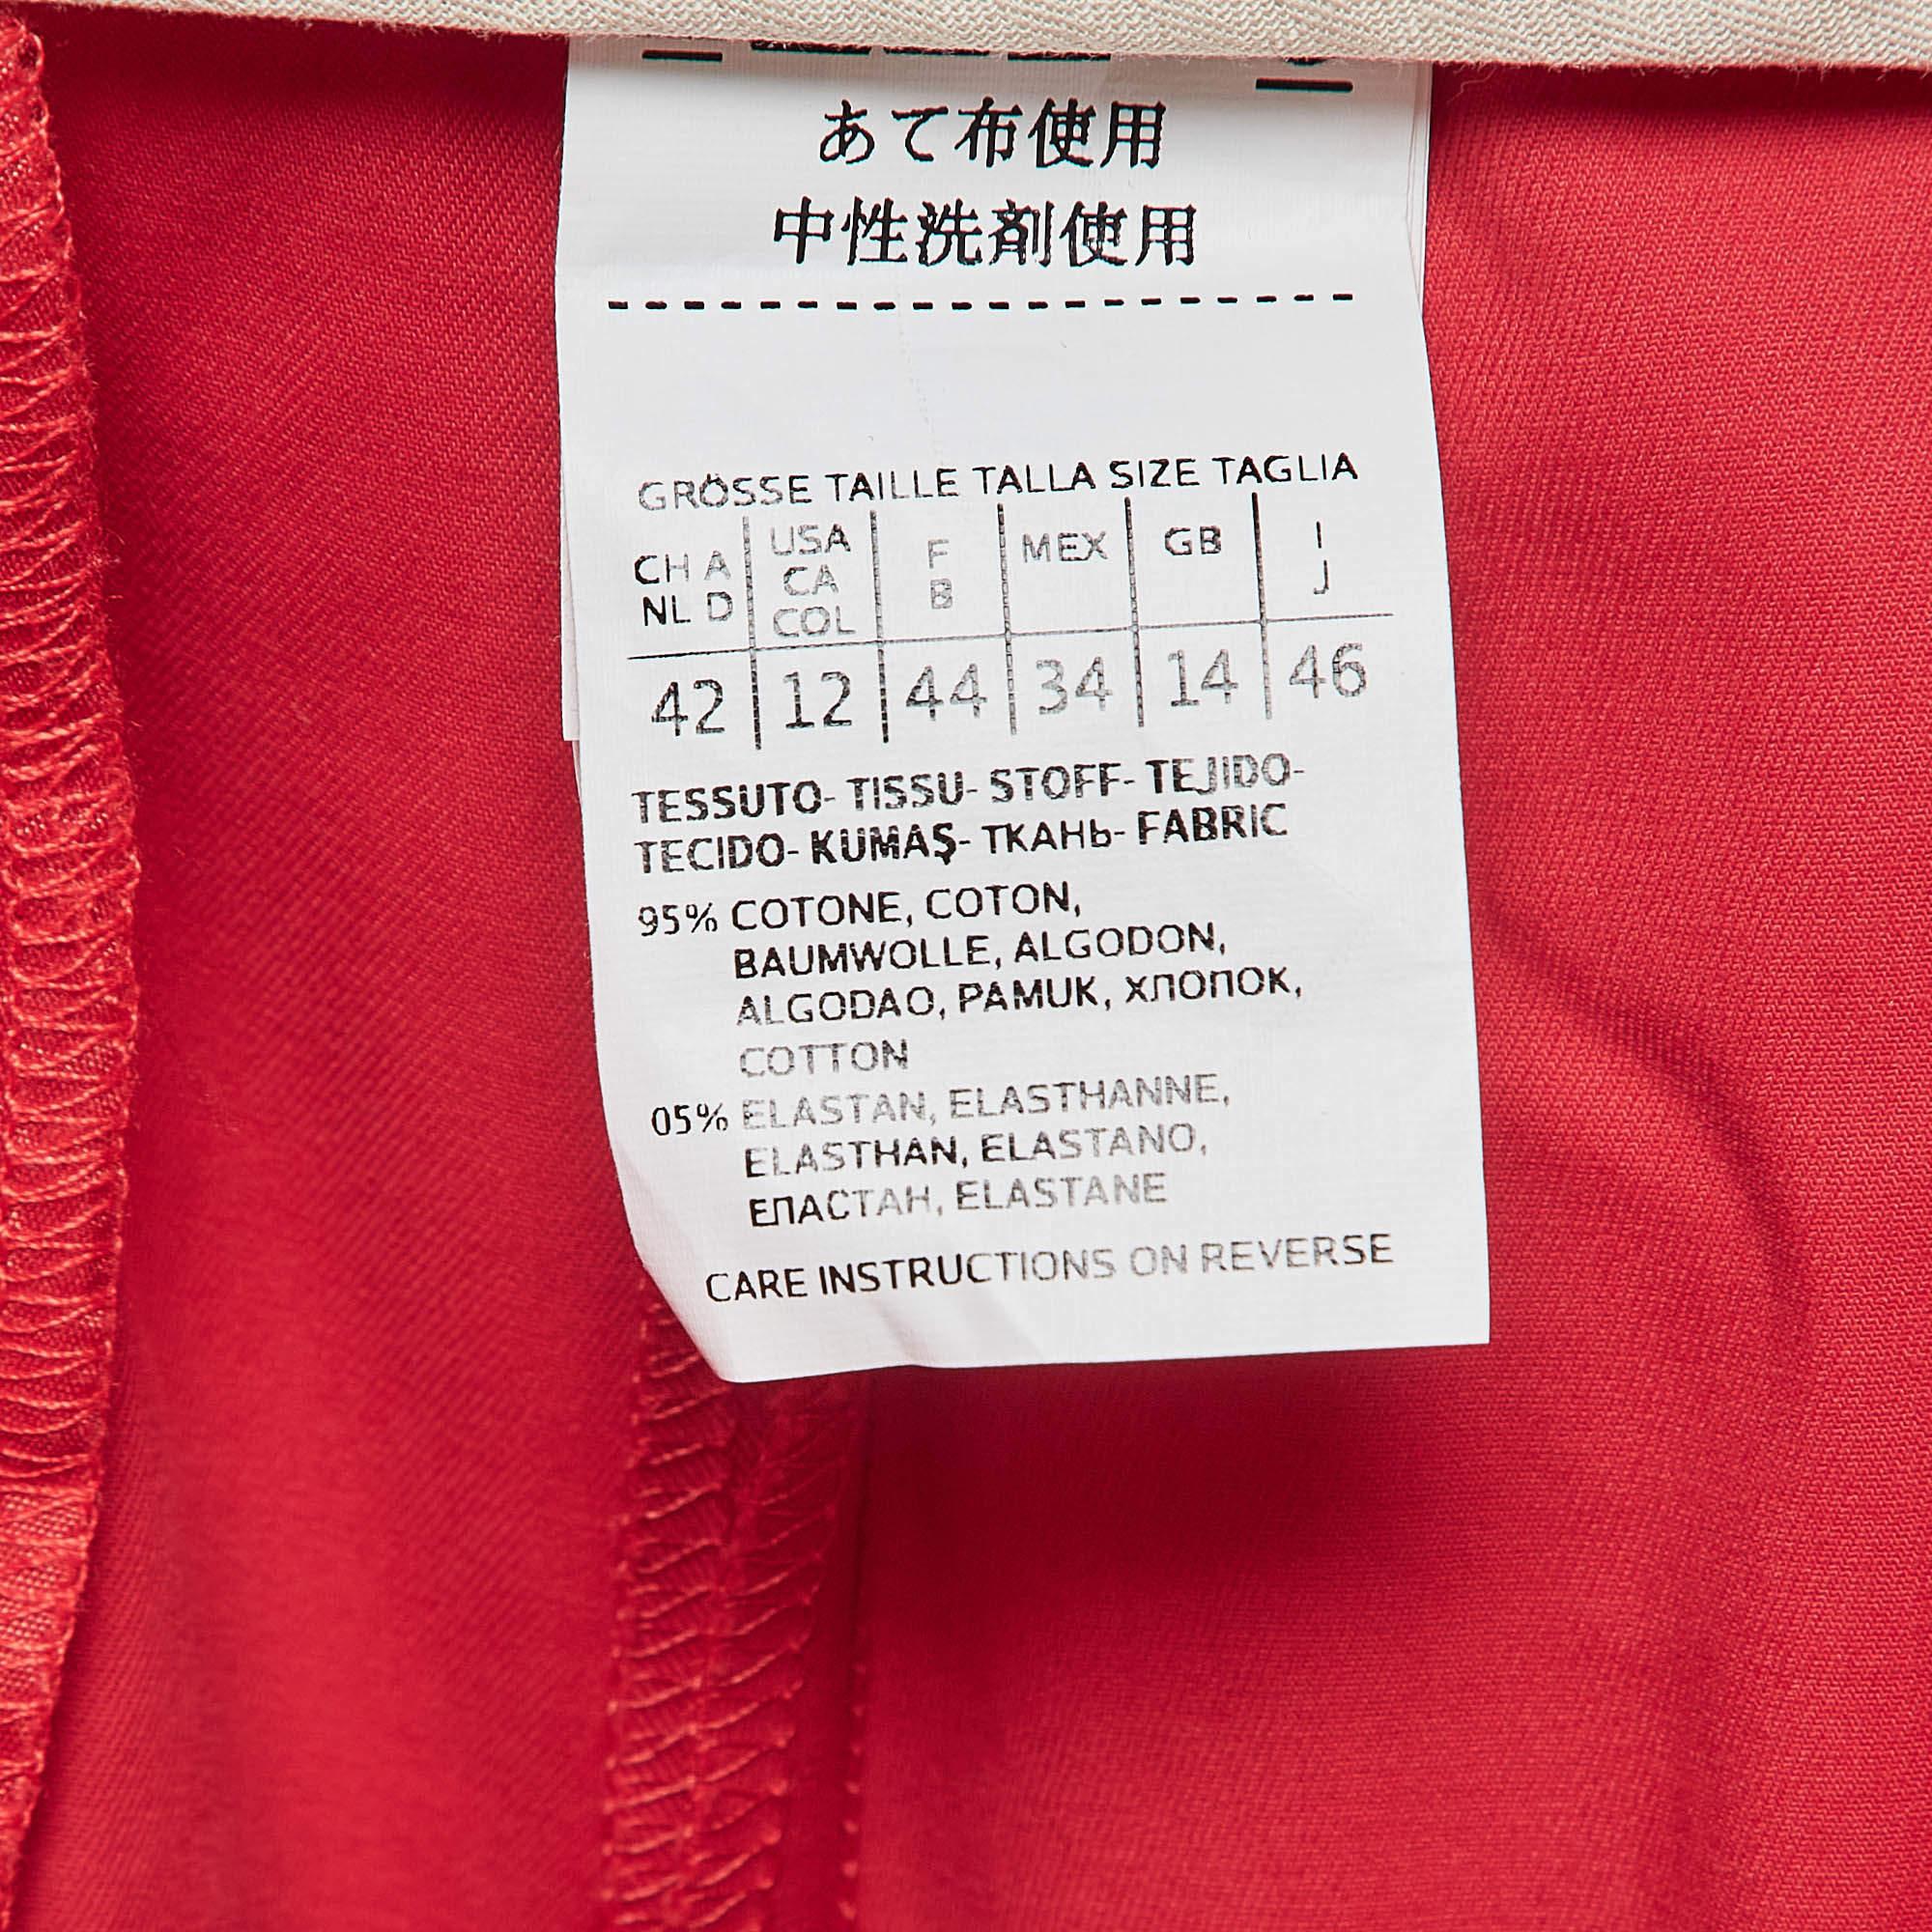 あて布使用
中性洗剤使用
GRÖSSE TAILLE TALLA SIZE TAGLIA
CH A NL D | USA CA COL | F B | MEX | GB | I J
42 | 12 | 44 | 34 | 14 | 46
TESSUTO- TISSU- STOFF- TEJIDO-
TECIDO- KUMAŞ- ТКАНЬ- FABRIC
95% COTONE, COTON,
BAUMWOLLE, ALGODON,
ALGODAO, PAMUK, ХЛОПОК,
COTTON
05% ELASTAN, ELASTHANNE,
ELASTHAN, ELASTANO,
ЕПАСТАН, ELASTANE
CARE INSTRUCTIONS ON REVERSE